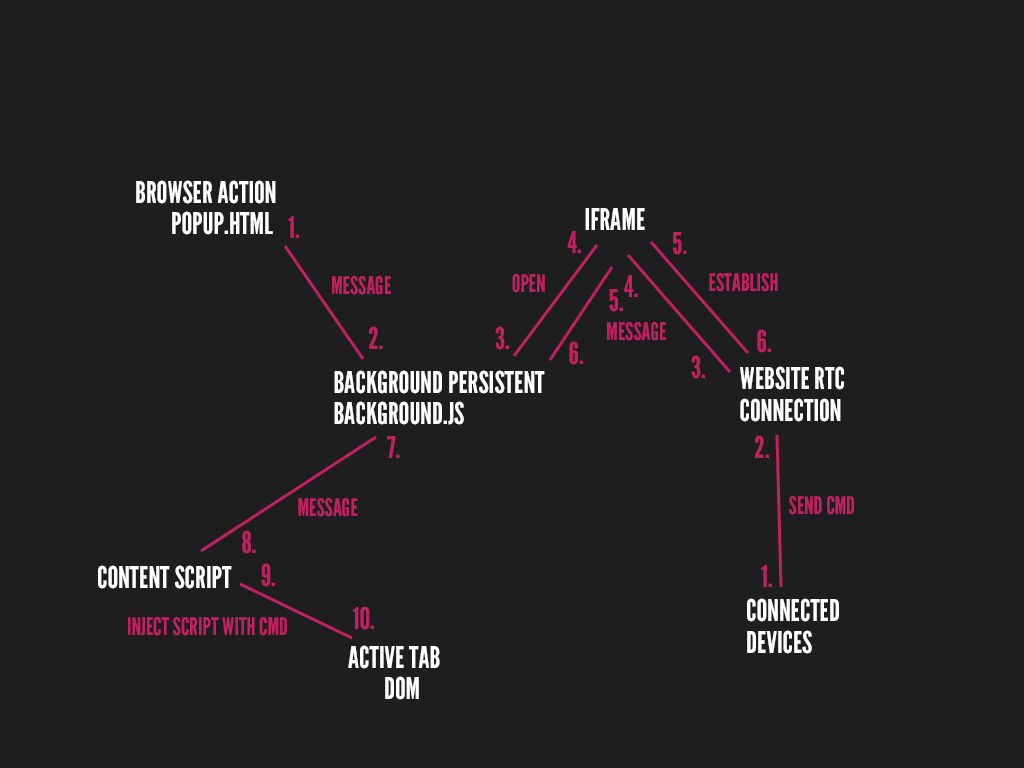 BROWSER ACTION
POPUP.HTML
1.
MESSAGE
2.
IFRAME
4.
5.
OPEN
ESTABLISH
4.
5.
MESSAGE
3.
6.
6.
3.
BACKGROUND PERSISTENT
BACKGROUND.JS
WEBSITE RTC
CONNECTION
7.
2.
MESSAGE
SEND CMD
8.
CONTENT SCRIPT
9.
1.
INJECT SCRIPT WITH CMD
10.
CONNECTED
DEVICES
ACTIVE TAB
DOM